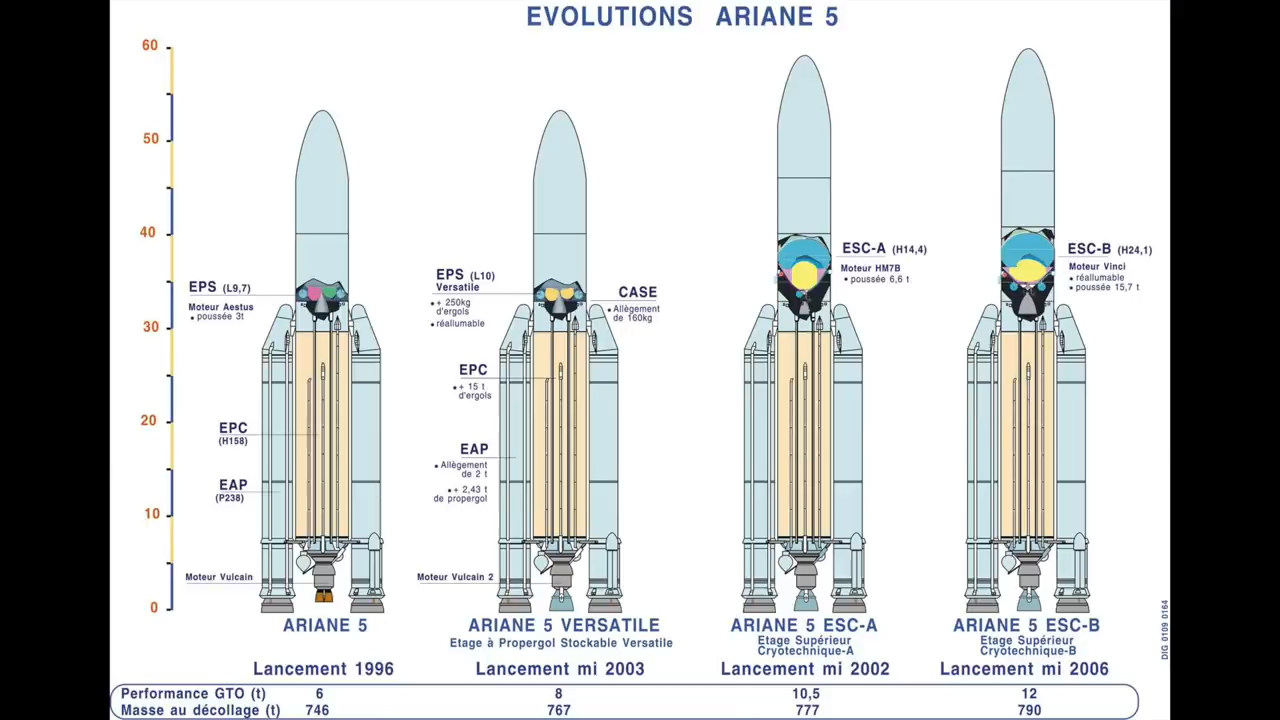 EVOLUTIONS ARIANE 5
60
50
40
30
20
10
0
EPS (L9,7)
Moteur Aestus
• poussée 3t
EPC
(H158)
EAP
(P238)
Moteur Vulcain
EPS (L10)
Versatile
• + 250kg
d'ergols
• réallumable
CASE
• Allègement
de 160kg
EPC
• + 15 t
d'ergols
EAP
• Allègement
de 2 t
• + 2,43 t
de propergol
Moteur Vulcain 2
ESC-A (H14,4)
Moteur HM7B
• poussée 6,6 t
ESC-B (H24,1)
Moteur Vinci
• réallumable
• poussée 15,7 t
ARIANE 5
Lancement 1996
ARIANE 5 VERSATILE
Etage à Propergol Stockable Versatile
Lancement mi 2003
ARIANE 5 ESC-A
Etage Supérieur
Cryotechnique-A
Lancement mi 2002
ARIANE 5 ESC-B
Etage Supérieur
Cryotechnique-B
Lancement mi 2006
Performance GTO (t) 6 8 10,5 12
Masse au décollage (t) 746 767 777 790
DIG 0109 0164